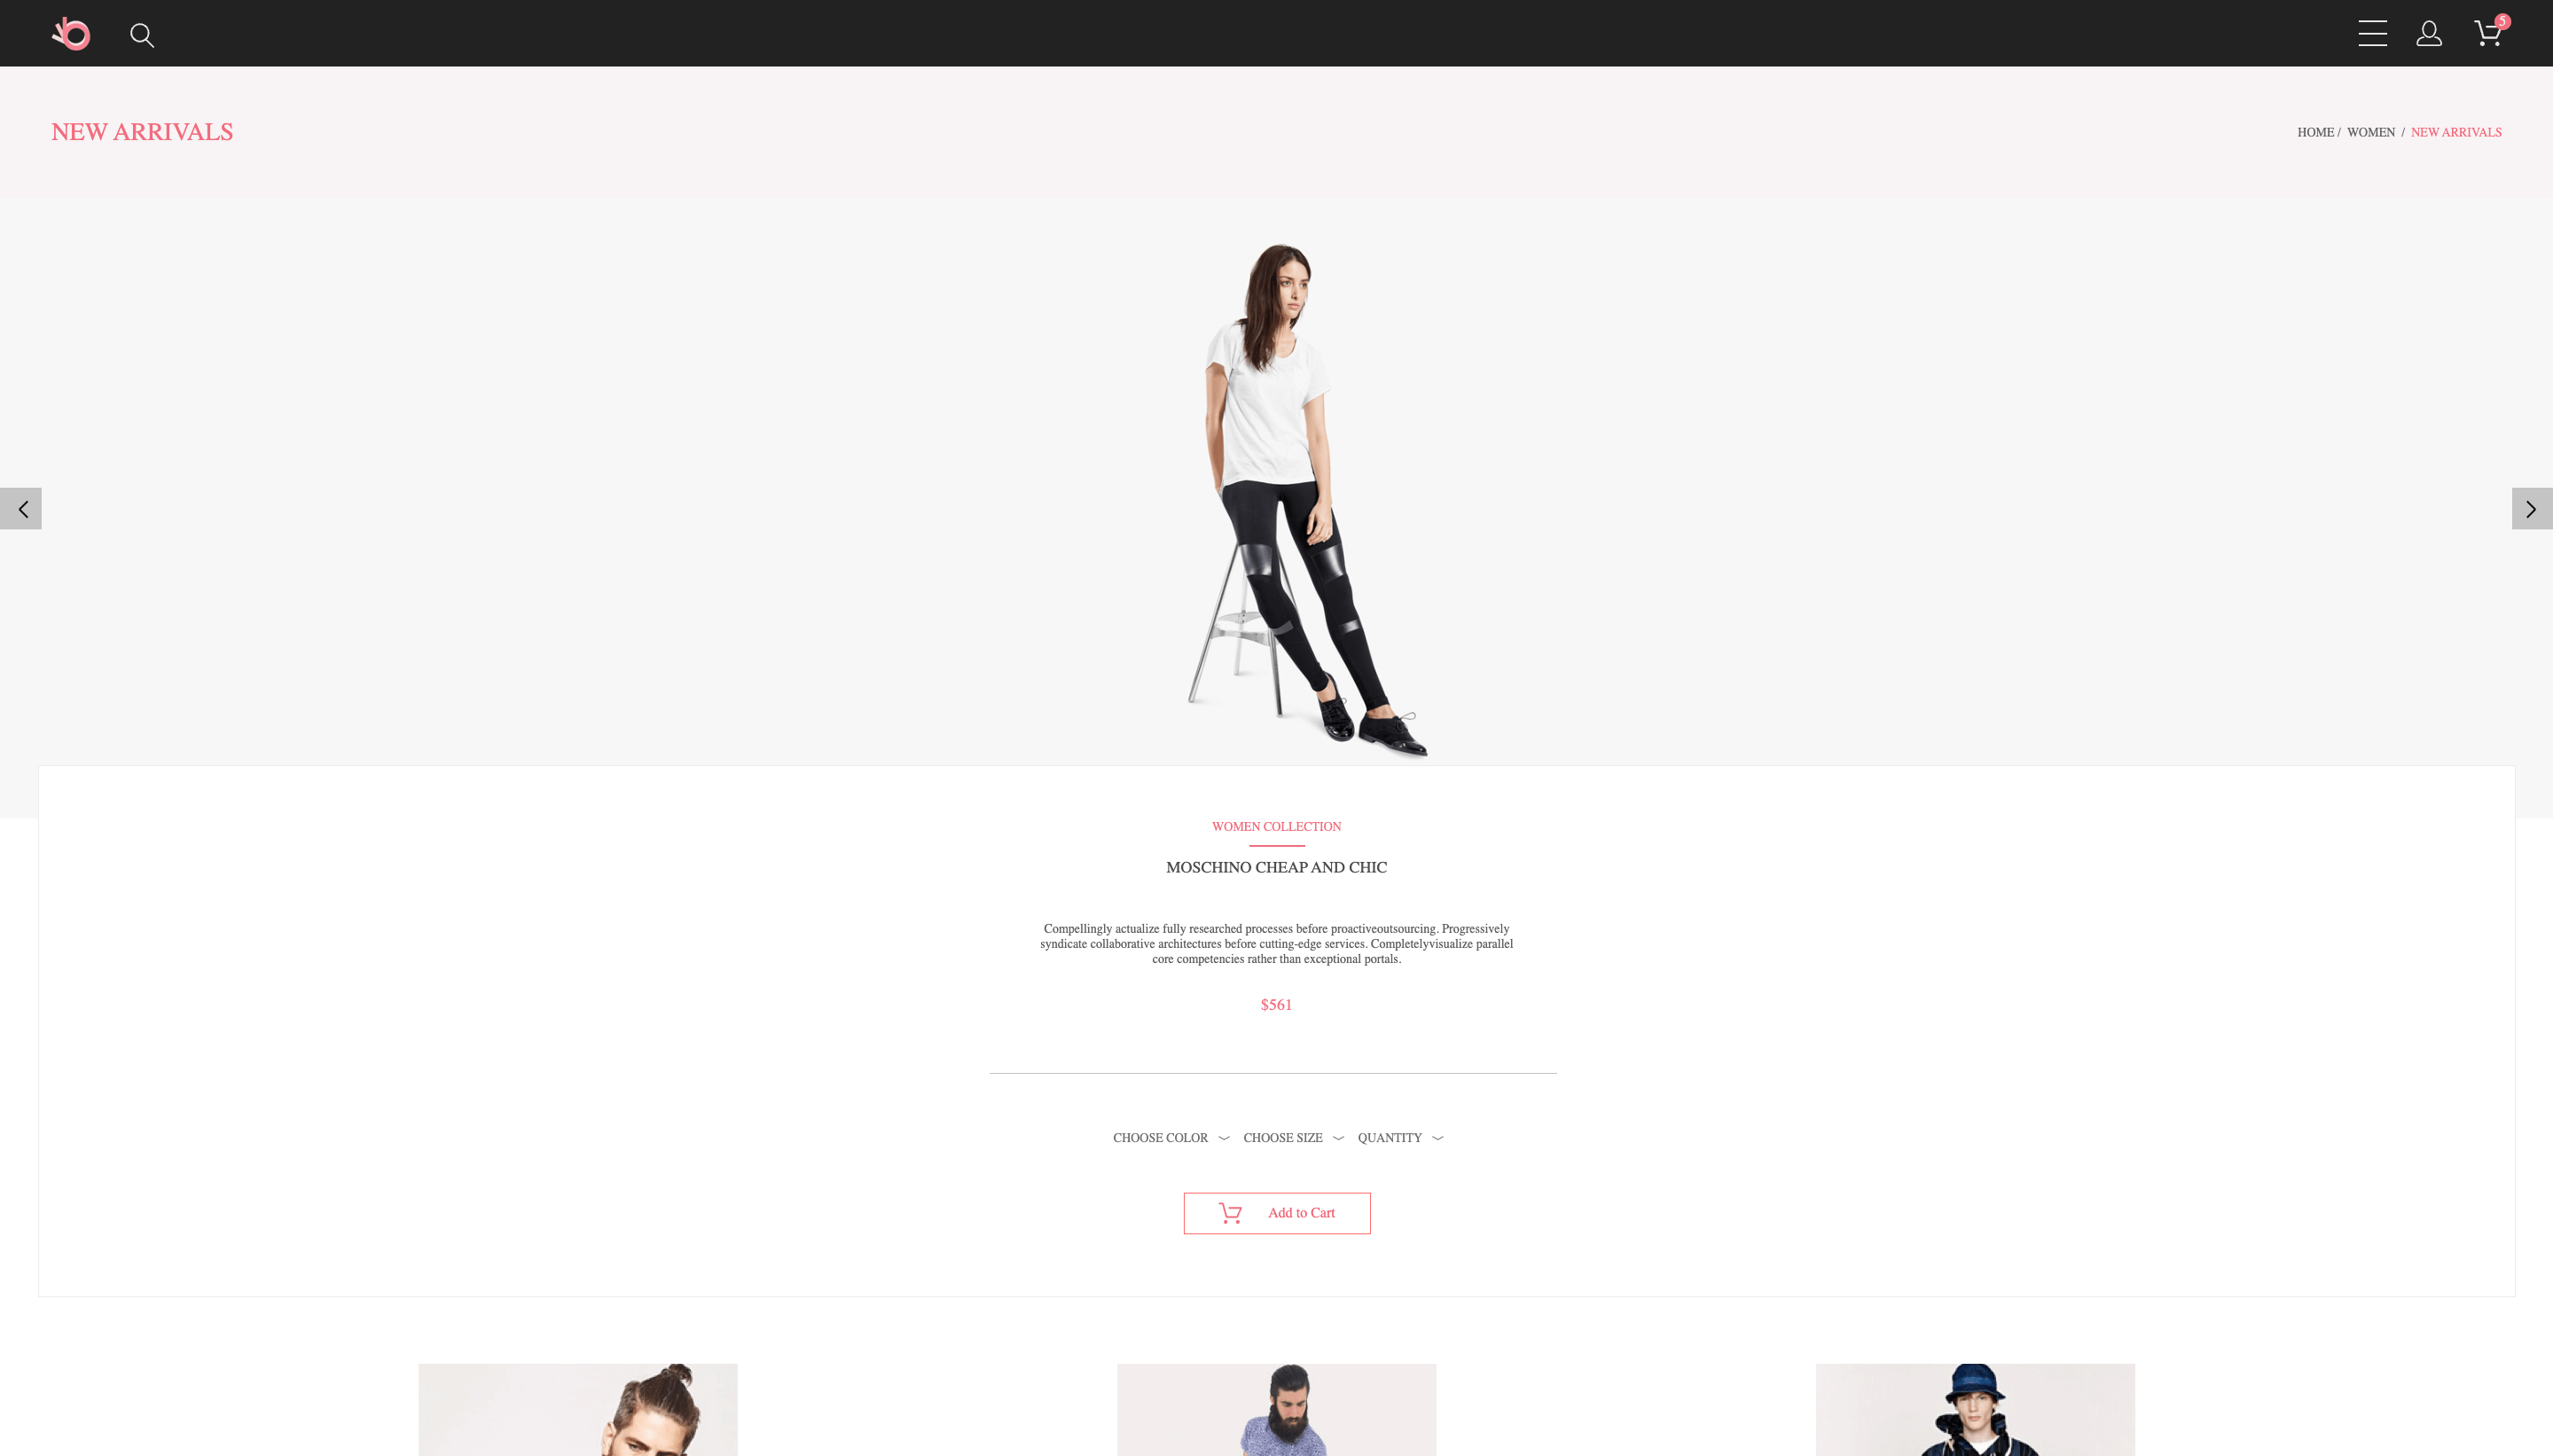 5
NEW ARRIVALS
HOME / WOMEN / NEW ARRIVALS
WOMEN COLLECTION
MOSCHINO CHEAP AND CHIC
Compellingly actualize fully researched processes before proactiveoutsourcing. Progressively
syndicate collaborative architectures before cutting-edge services. Completelyvisualize parallel
core competencies rather than exceptional portals.
$561
CHOOSE COLOR CHOOSE SIZE QUANTITY
Add to Cart